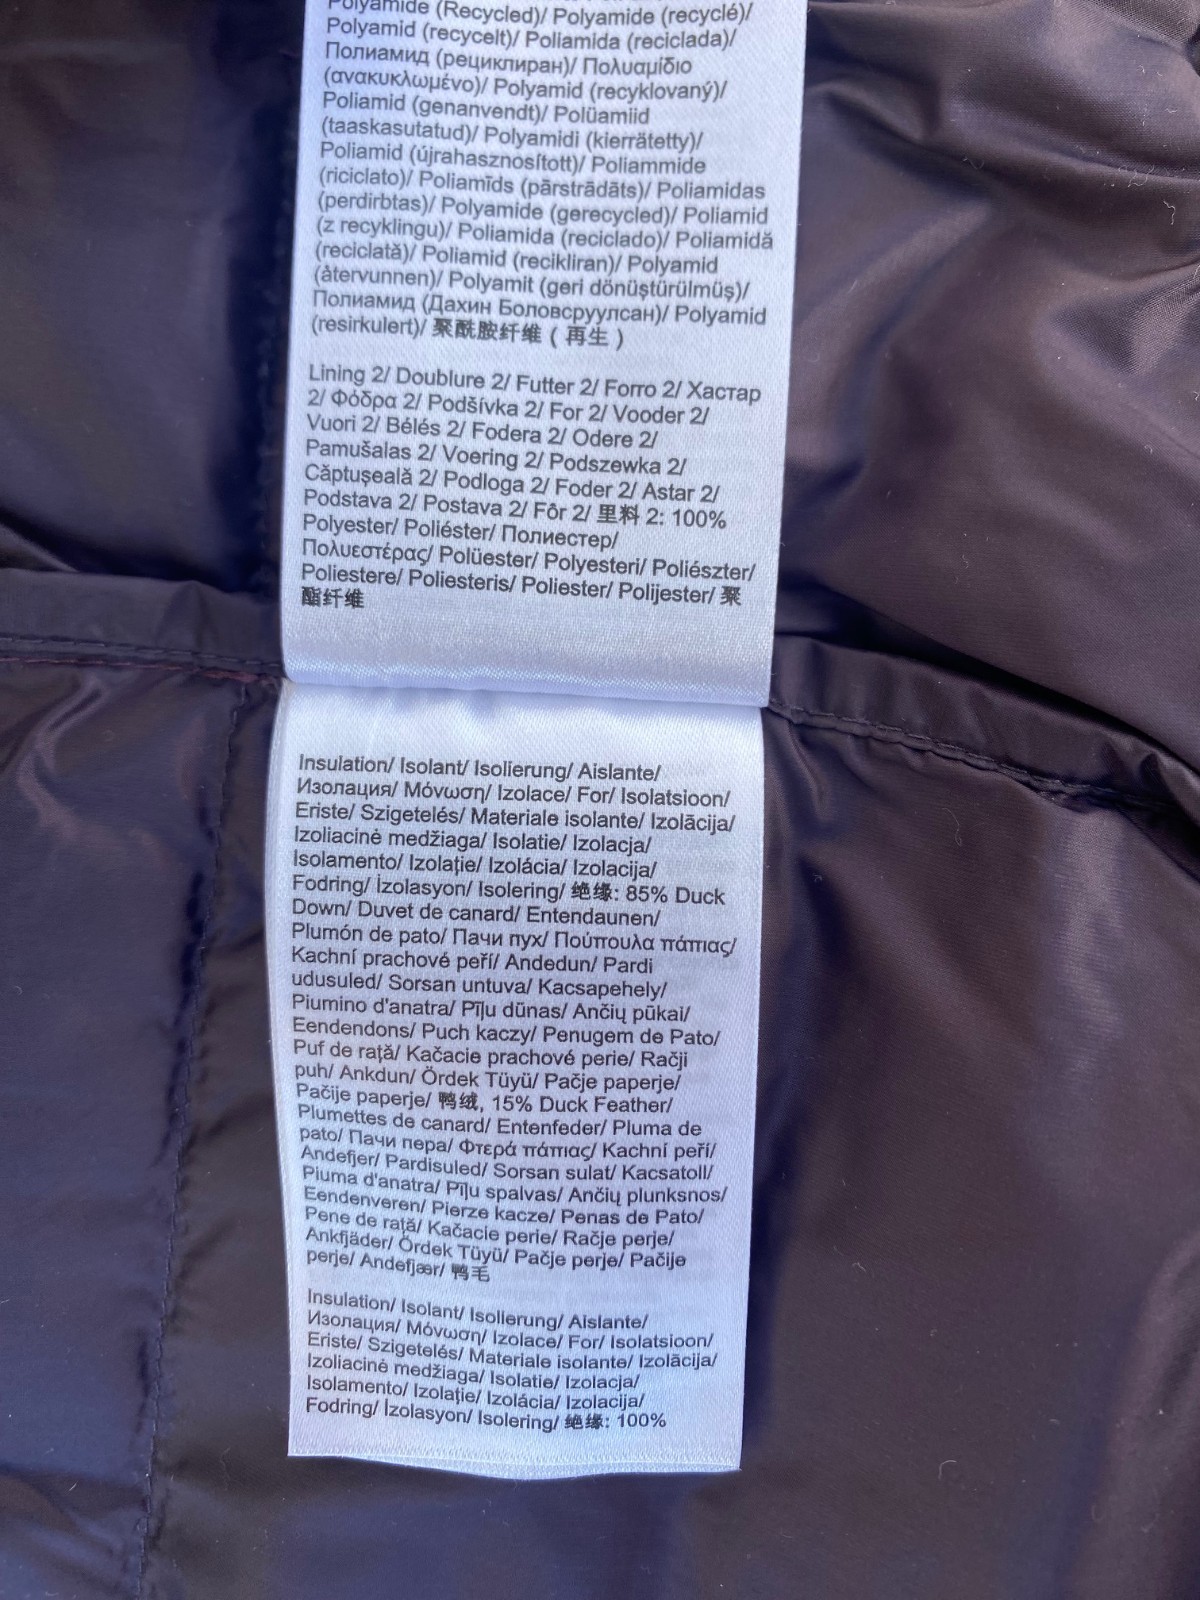 Polyamide (Recycled)/ Polyamide (recyclé)/
Polyamid (recycelt)/ Poliamida (reciclada)/
Полиамид (рециклиран)/ Πολυαμίδιο
(ανακυκλωμένο)/ Polyamid (recyklovaný)/
Poliamid (genanvendt)/ Polüamiid
(taaskasutatud)/ Polyamidi (kierrätetty)/
Poliamid (újrahasznosított)/ Poliammide
(riciclato)/ Poliamīds (pārstrādāts)/ Poliamidas
(perdirbtas)/ Polyamide (gerecycled)/ Poliamid
(z recyklingu)/ Poliamida (reciclado)/ Poliamidă
(reciclată)/ Poliamid (recikliran)/ Polyamid
(återvunnen)/ Polyamit (geri dönüştürülmüş)/
Полиамид (Дахин Боловсруулсан)/ Polyamid
(resirkulert)/ 聚酰胺纤维 ( 再生 )
Lining 2/ Doublure 2/ Futter 2/ Forro 2/ Хастар
2/ Φόδρα 2/ Podšívka 2/ For 2/ Vooder 2/
Vuori 2/ Bélés 2/ Fodera 2/ Odere 2/
Pamušalas 2/ Voering 2/ Podszewka 2/
Căptuşeală 2/ Podloga 2/ Foder 2/ Astar 2/
Podstava 2/ Postava 2/ Fôr 2/ 里料 2: 100%
Polyester/ Poliéster/ Полиестер/
Πολυεστέρας/ Polüester/ Polyesteri/ Poliészter/
Poliestere/ Poliesteris/ Poliester/ Polijester/ 聚
酯纤维
Insulation/ Isolant/ Isolierung/ Aislante/
Изолация/ Μόνωση/ Izolace/ For/ Isolatsioon/
Eriste/ Szigetelés/ Materiale isolante/ Izolācija/
Izoliacinė medžiaga/ Isolatie/ Izolacja/
Isolamento/ Izolaţie/ Izolácia/ Izolacija/
Fodring/ İzolasyon/ Isolering/ 绝缘: 85% Duck
Down/ Duvet de canard/ Entendaunen/
Plumón de pato/ Пачи пух/ Πούπουλα πάπιας/
Kachní prachové peří/ Andedun/ Pardi
udusuled/ Sorsan untuva/ Kacsapehely/
Piumino d'anatra/ Pīļu dūnas/ Ančių pūkai/
Eendendons/ Puch kaczy/ Penugem de Pato/
Puf de raţă/ Kačacie prachové perie/ Račji
puh/ Ankdun/ Ördek Tüyü/ Pačje paperje/
Pačije paperje/ 鸭绒, 15% Duck Feather/
Plumettes de canard/ Entenfeder/ Pluma de
pato/ Пачи пера/ Φτερά πάπιας/ Kachní peří/
Andefjer/ Pardisuled/ Sorsan sulat/ Kacsatoll/
Piuma d'anatra/ Pīļu spalvas/ Ančių plunksnos/
Eendenveren/ Pierze kacze/ Penas de Pato/
Pene de raţă/ Kačacie perie/ Račje perje/
Ankfjäder/ Ördek Tüyü/ Pačje perje/ Pačije
perje/ Andefjær/ 鸭毛
Insulation/ Isolant/ Isolierung/ Aislante/
Изолация/ Μόνωση/ Izolace/ For/ Isolatsioon/
Eriste/ Szigetelés/ Materiale isolante/ Izolācija/
Izoliacinė medžiaga/ Isolatie/ Izolacja/
Isolamento/ Izolaţie/ Izolácia/ Izolacija/
Fodring/ İzolasyon/ Isolering/ 绝缘: 100%